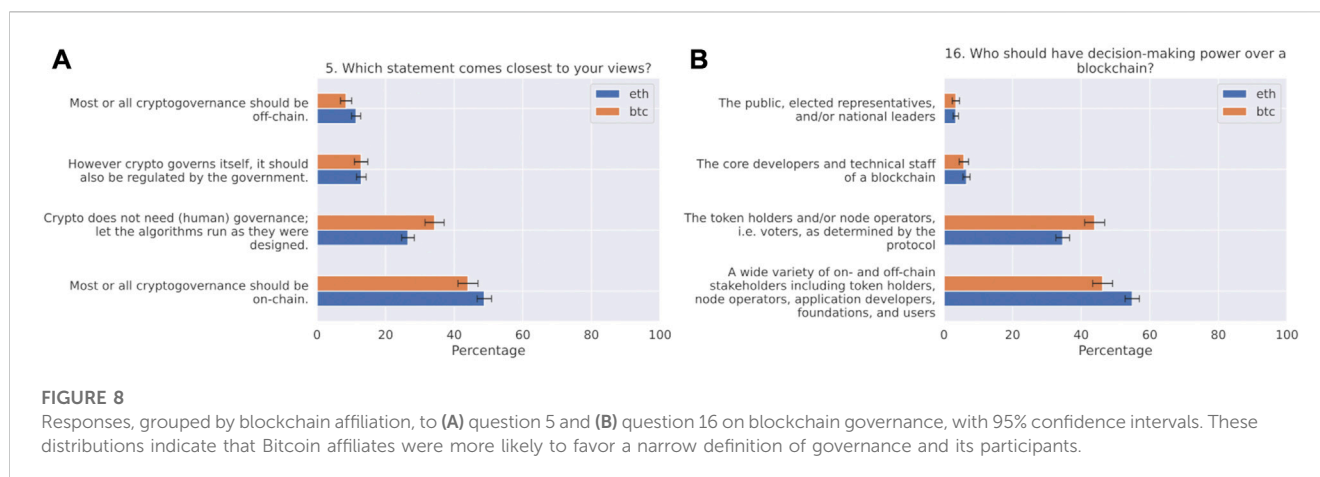 A
5. Which statement comes closest to your views?
eth
btc
Most or all cryptogovernance should be
off-chain.
However crypto governs itself, it should
also be regulated by the government.
Crypto does not need (human) governance;
let the algorithms run as they were
designed.
Most or all cryptogovernance should be
on-chain.
0 20 40 60 80 100
Percentage
B
16. Who should have decision-making power over a
blockchain?
eth
btc
The public, elected representatives,
and/or national leaders
The core developers and technical staff
of a blockchain
The token holders and/or node operators,
i.e. voters, as determined by the
protocol
A wide variety of on- and off-chain
stakeholders including token holders,
node operators, application developers,
foundations, and users
0 20 40 60 80 100
Percentage
FIGURE 8
Responses, grouped by blockchain affiliation, to (A) question 5 and (B) question 16 on blockchain governance, with 95% confidence intervals. These
distributions indicate that Bitcoin affiliates were more likely to favor a narrow definition of governance and its participants.